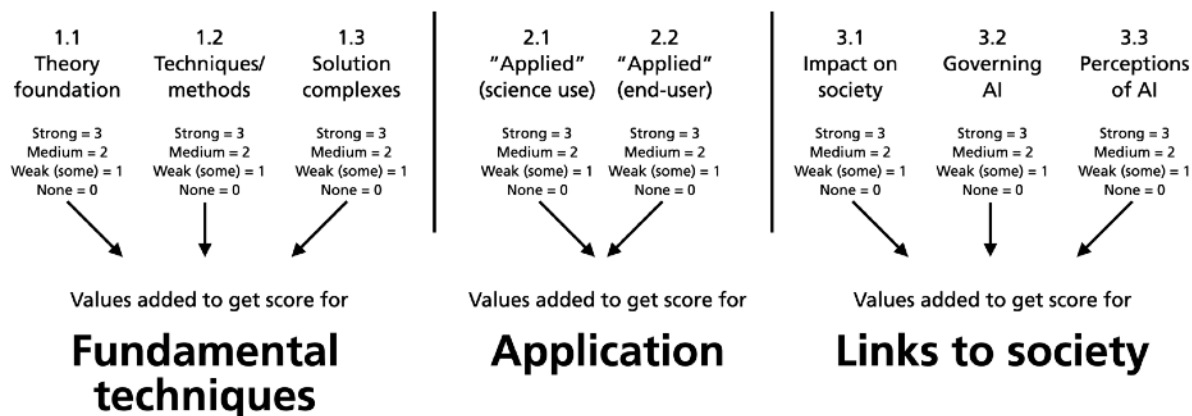 1.1
Theory
foundation
Strong = 3
Medium = 2
Weak (some) = 1
None = 0
1.2
Techniques/
methods
Strong = 3
Medium = 2
Weak (some) = 1
None = 0
1.3
Solution
complexes
Strong = 3
Medium = 2
Weak (some) = 1
None = 0
Values added to get score for
Fundamental
techniques
2.1
"Applied"
(science use)
Strong = 3
Medium = 2
Weak (some) = 1
None = 0
2.2
"Applied"
(end-user)
Strong = 3
Medium = 2
Weak (some) = 1
None = 0
Values added to get score for
Application
3.1
Impact on
society
Strong = 3
Medium = 2
Weak (some) = 1
None = 0
3.2
Governing
AI
Strong = 3
Medium = 2
Weak (some) = 1
None = 0
3.3
Perceptions
of AI
Strong = 3
Medium = 2
Weak (some) = 1
None = 0
Values added to get score for
Links to society